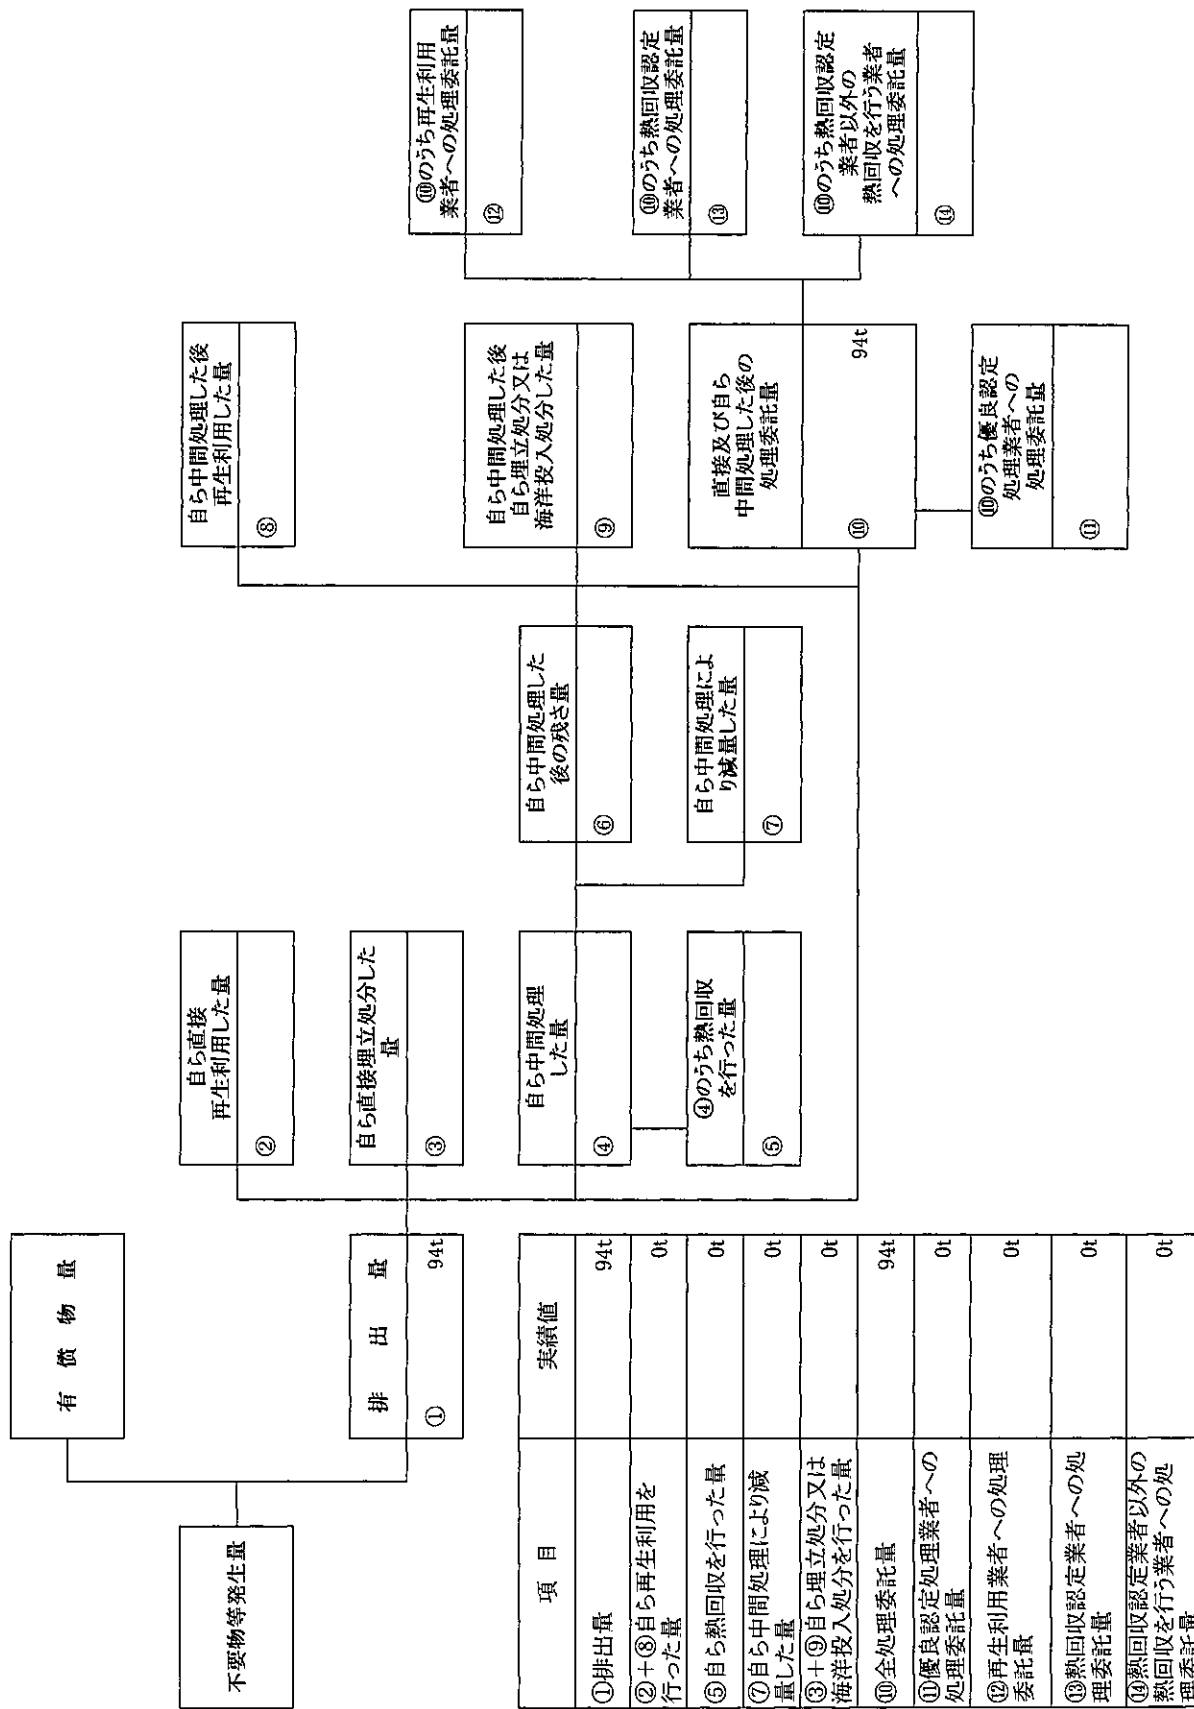 不要物等発生量
有償物量
排出量
① 94t
自ら直接
再生利用した量
②
自ら直接埋立処分した
量
③
自ら中間処理
した量
④
④のうち熱回収
を行った量
⑤
自ら中間処理した
後の残さ量
⑥
自ら中間処理によ
り減量した量
⑦
自ら中間処理した後
再生利用した量
⑧
自ら中間処理した後
自ら埋立処分又は
海洋投入処分した量
⑨
直接及び自ら
中間処理した後の
処理委託量
⑩ 94t
⑩のうち優良認定
処理業者への
処理委託量
⑪
⑩のうち再生利用
業者への処理委託量
⑫
⑩のうち熱回収認定
業者への処理委託量
⑬
⑩のうち熱回収認定
業者以外の
熱回収を行う業者
への処理委託量
⑭
項目 実績値
①排出量 94t
②+⑧自ら再生利用を
行った量 0t
⑤自ら熱回収を行った量 0t
⑦自ら中間処理により減
量した量 0t
③+⑨自ら埋立処分又は
海洋投入処分を行った量 0t
⑩全処理委託量 94t
⑪優良認定処理業者への
処理委託量 0t
⑫再生利用業者への処理
委託量 0t
⑬熱回収認定業者への処
理委託量 0t
⑭熱回収認定業者以外の
熱回収を行う業者への処
理委託量 0t